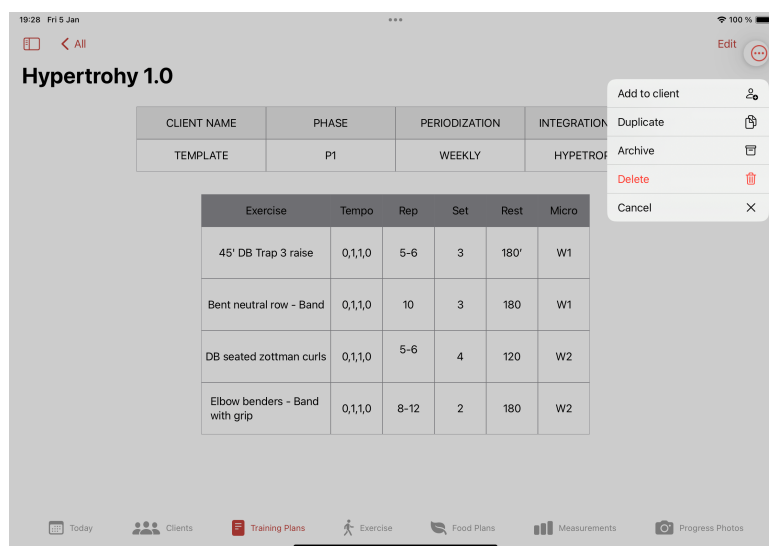 19:28 Fri 5 Jan
100 %
All
Edit
Hypertrohy 1.0
Add to client
Duplicate
Archive
Delete
Cancel
CLIENT NAME PHASE PERIODIZATION INTEGRATION
TEMPLATE P1 WEEKLY HYPETROP
Exercise Tempo Rep Set Rest Micro
45' DB Trap 3 raise 0,1,1,0 5-6 3 180' W1
Bent neutral row - Band 0,1,1,0 10 3 180 W1
DB seated zottman curls 0,1,1,0 5-6 4 120 W2
Elbow benders - Band
with grip 0,1,1,0 8-12 2 180 W2
Today Clients Training Plans Exercise Food Plans Measurements Progress Photos